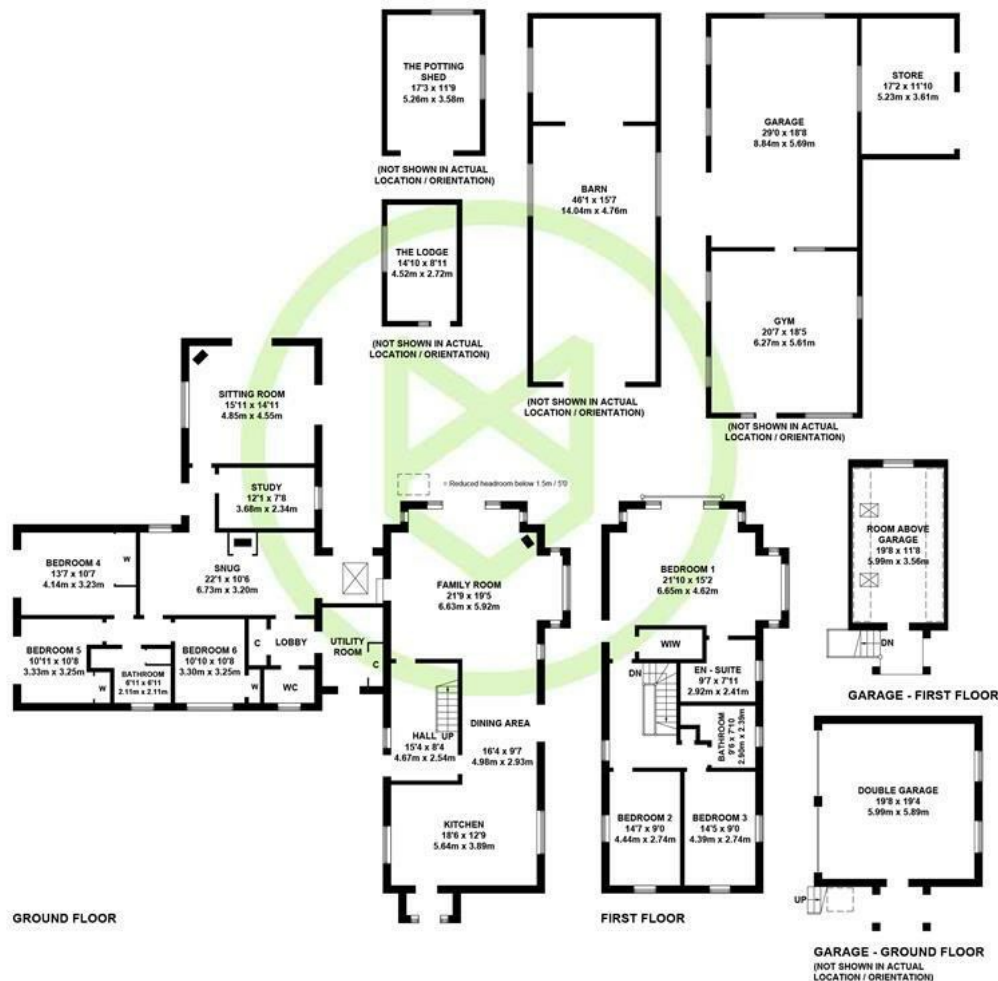 THE POTTING
SHED
17'3 x 11'9
5.26m x 3.58m
(NOT SHOWN IN ACTUAL
LOCATION / ORIENTATION)
THE LODGE
14'10 x 8'11
4.52m x 2.72m
(NOT SHOWN IN ACTUAL
LOCATION / ORIENTATION)
BARN
46'1 x 15'7
14.04m x 4.76m
(NOT SHOWN IN ACTUAL
LOCATION / ORIENTATION)
GARAGE
29'0 x 18'8
8.84m x 5.69m
STORE
17'2 x 11'10
5.23m x 3.61m
GYM
20'7 x 18'5
6.27m x 5.61m
(NOT SHOWN IN ACTUAL
LOCATION / ORIENTATION)
SITTING ROOM
15'11 x 14'11
4.85m x 4.55m
STUDY
12'1 x 7'8
3.68m x 2.34m
= Reduced headroom below 1.5m / 5'0
BEDROOM 4
13'7 x 10'7
4.14m x 3.23m
W
SNUG
22'1 x 10'6
6.73m x 3.20m
BEDROOM 5
10'11 x 10'8
3.33m x 3.25m
W
BATHROOM
6'11 x 6'11
2.11m x 2.11m
BEDROOM 6
10'10 x 10'8
3.30m x 3.25m
W
C
LOBBY
WC
UTILITY
ROOM
C
FAMILY ROOM
21'9 x 19'5
6.63m x 5.92m
HALL
UP
15'4 x 8'4
4.67m x 2.54m
DINING AREA
16'4 x 9'7
4.98m x 2.93m
KITCHEN
18'6 x 12'9
5.64m x 3.89m
GROUND FLOOR
BEDROOM 1
21'10 x 15'2
6.65m x 4.62m
WIW
DN
EN - SUITE
9'7 x 7'11
2.92m x 2.41m
BATHROOM
9'6 x 7'10
2.90m x 2.39m
BEDROOM 2
14'7 x 9'0
4.44m x 2.74m
BEDROOM 3
14'5 x 9'0
4.39m x 2.74m
FIRST FLOOR
ROOM ABOVE
GARAGE
19'8 x 11'8
5.99m x 3.56m
DN
GARAGE - FIRST FLOOR
DOUBLE GARAGE
19'8 x 19'4
5.99m x 5.89m
UP
GARAGE - GROUND FLOOR
(NOT SHOWN IN ACTUAL
LOCATION / ORIENTATION)